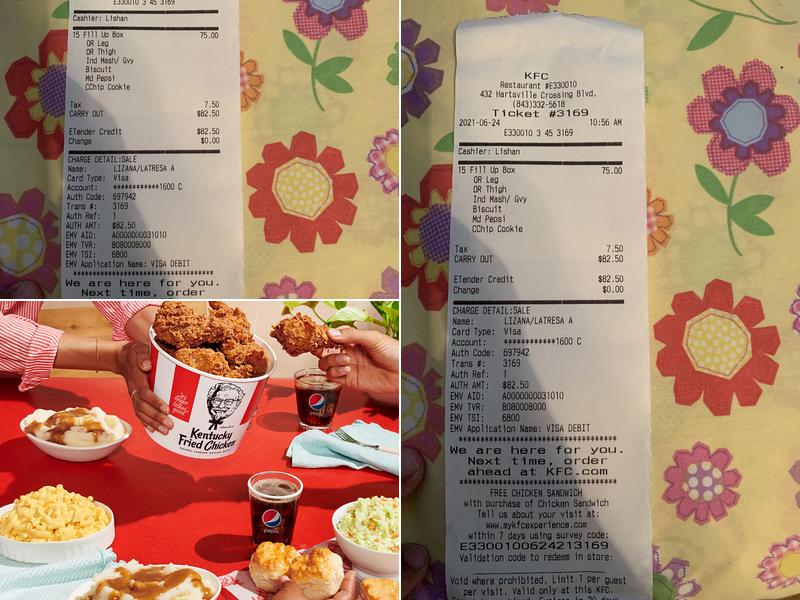 E330010 3 45 3169
Cashier: Lishan
15 Fill Up Box 75.00
OR Leg
OR Thigh
Ind Mash/ Gvy
Biscuit
Md Pepsi
CChip Cookie
Tax 7.50
CARRY OUT $82.50
ETender Credit $82.50
Change $0.00
CHARGE DETAIL:SALE
Name: LIZANA/LATRESA A
Card Type: Visa
Account: ************1600 C
Auth Code: 697942
Trans #: 3169
Auth Ref: 1
AUTH AMT: $82.50
EMV AID: A0000000031010
EMV TVR: B080008000
EMV TSI: 6800
EMV Application Name: VISA DEBIT
**********************************
We are here for you.
Next time, order
it's
finger
lickin'
good
Kentucky
Fried Chicken
pepsi
pepsi
KFC
Restaurant #E330010
432 Hartsville Crossing Blvd.
(843)332-5618
Ticket #3169
2021-06-24 10:56 AM
E330010 3 45 3169
Cashier: Lishan
15 Fill Up Box 75.00
OR Leg
OR Thigh
Ind Mash/ Gvy
Biscuit
Md Pepsi
CChip Cookie
Tax 7.50
CARRY OUT $82.50
ETender Credit $82.50
Change $0.00
CHARGE DETAIL:SALE
Name: LIZANA/LATRESA A
Card Type: Visa
Account: ************1600 C
Auth Code: 697942
Trans #: 3169
Auth Ref: 1
AUTH AMT: $82.50
EMV AID: A0000000031010
EMV TVR: B080008000
EMV TSI: 6800
EMV Application Name: VISA DEBIT
**********************************
We are here for you.
Next time, order
ahead at KFC.com
**********************************
FREE CHICKEN SANDWICH
with purchase of Chicken Sandwich
Tell us about your visit at:
www.mykfcexperience.com
within 7 days using survey code:
E3300100624213169
Validation code to redeem in store:
Void where prohibited, Limit 1 per guest
per visit. Valid only at this KFC.